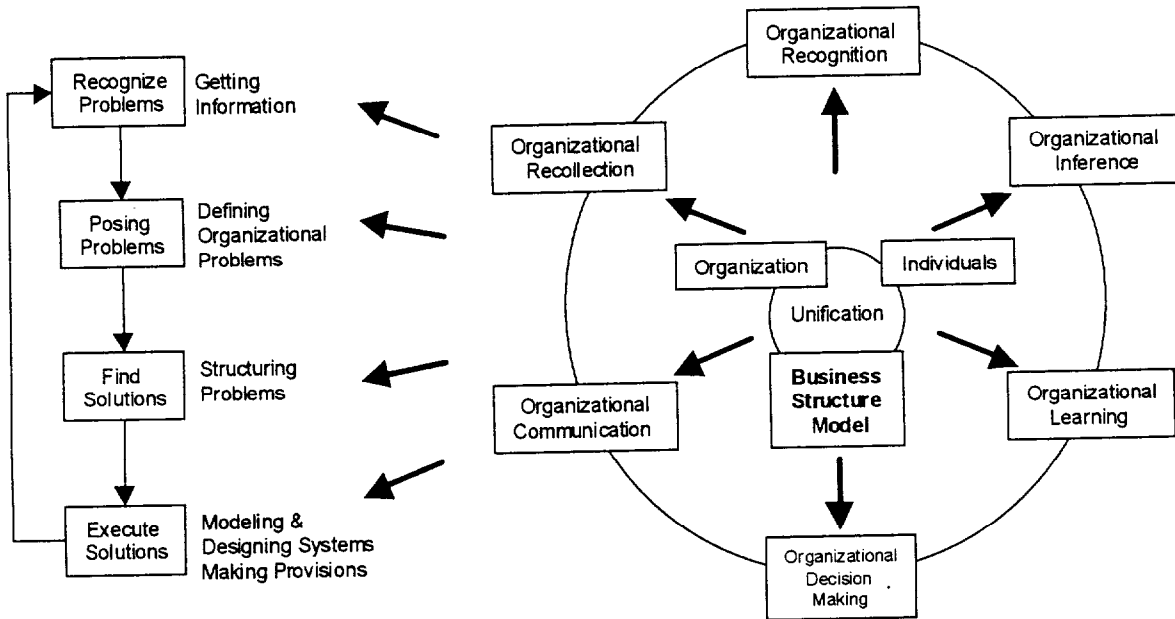 Recognize
Problems
Getting
Information
Posing
Problems
Defining
Organizational
Problems
Find
Solutions
Structuring
Problems
Execute
Solutions
Modeling &
Designing Systems
Making Provisions
Organizational
Recognition
Organizational
Recollection
Organizational
Inference
Organization
Individuals
Unification
Business
Structure
Model
Organizational
Communication
Organizational
Learning
Organizational
Decision
Making